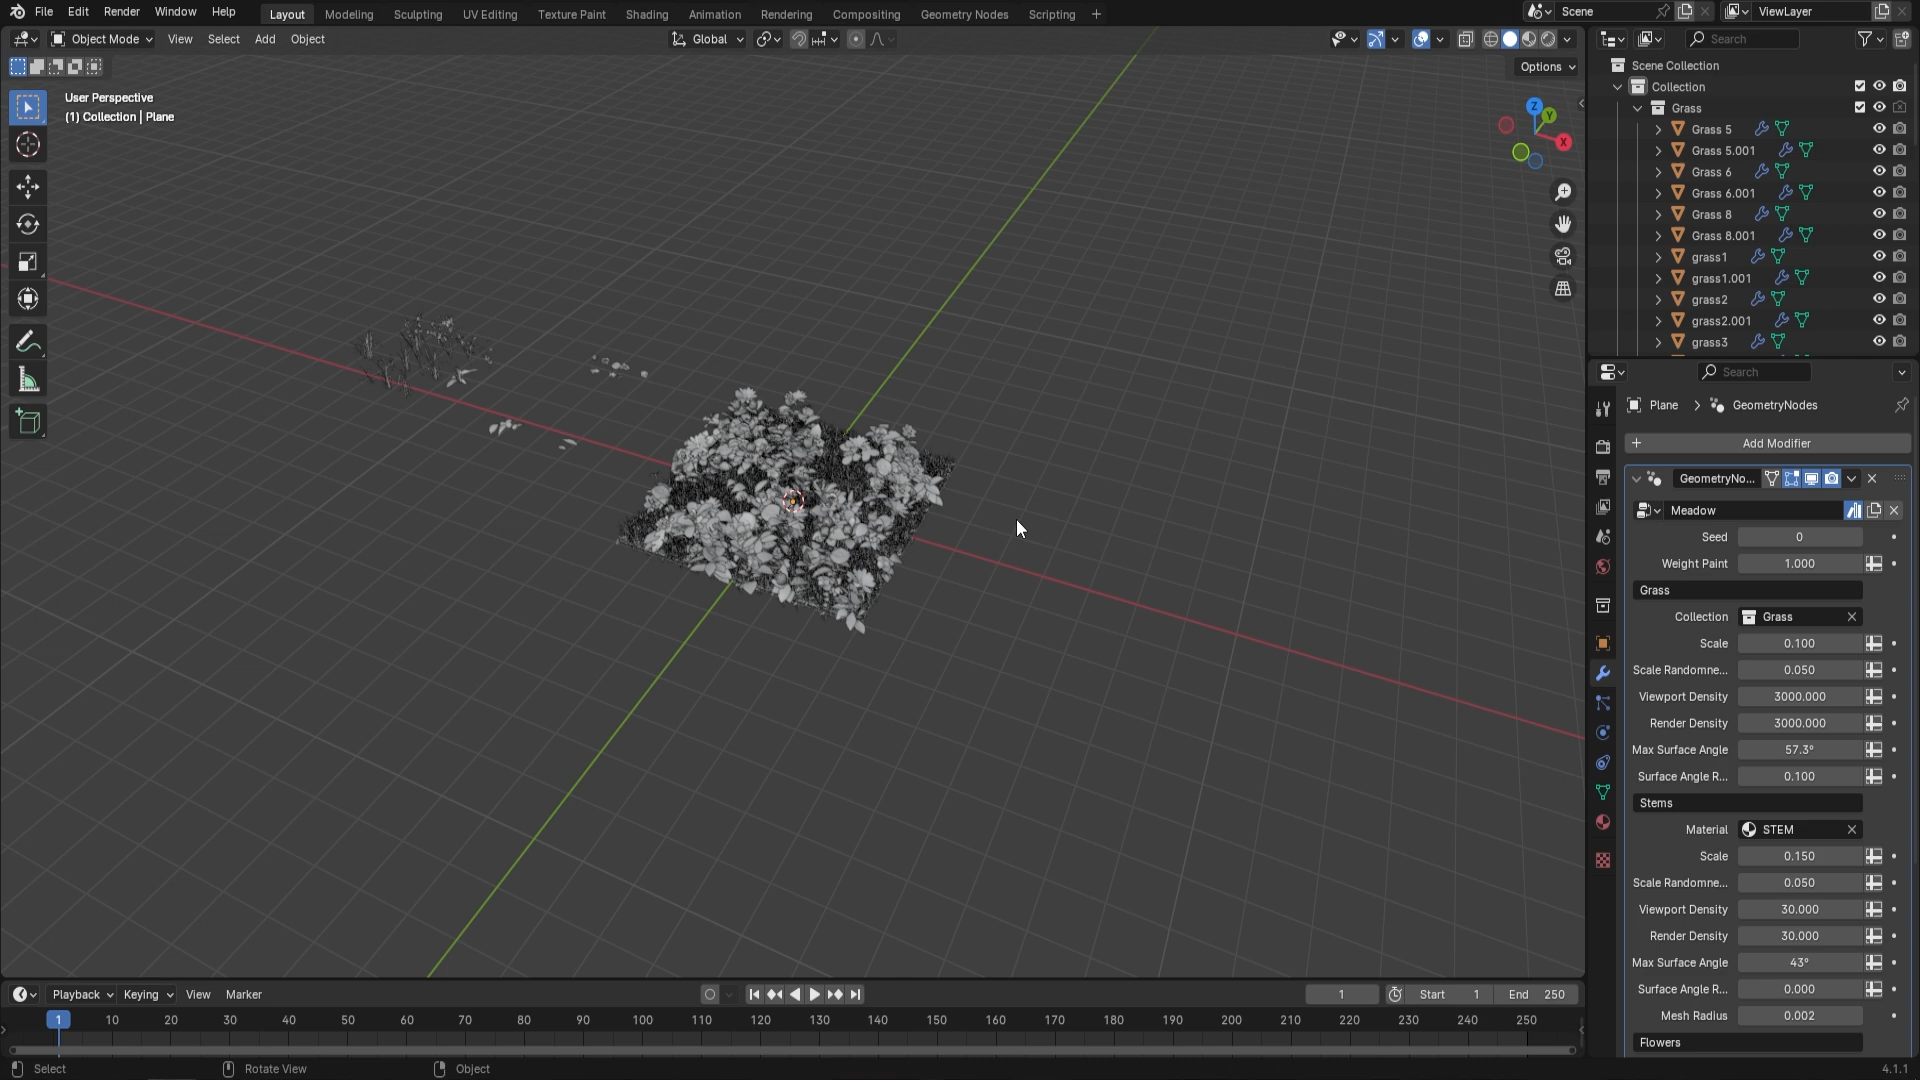 File Edit Render Window Help Layout Modeling Sculpting UV Editing Texture Paint Shading Animation Rendering Compositing Geometry Nodes Scripting Scene ViewLayer
Object Mode View Select Add Object Global Search
Options
User Perspective
(1) Collection | Plane
Z
Y
X
Scene Collection
Collection
Grass
Grass 5
Grass 5.001
Grass 6
Grass 6.001
Grass 8
Grass 8.001
grass1
grass1.001
grass2
grass2.001
grass3
Search
Plane > GeometryNodes
Add Modifier
GeometryNo...
Meadow
Seed 0
Weight Paint 1.000
Grass
Collection Grass
Scale 0.100
Scale Randomne... 0.050
Viewport Density 3000.000
Render Density 3000.000
Max Surface Angle 57.3°
Surface Angle R... 0.100
Stems
Material STEM
Scale 0.150
Scale Randomne... 0.050
Viewport Density 30.000
Render Density 30.000
Max Surface Angle 43°
Surface Angle R... 0.000
Mesh Radius 0.002
Flowers
Playback Keying View Marker 1 Start 1 End 250
1 10 20 30 40 50 60 70 80 90 100 110 120 130 140 150 160 170 180 190 200 210 220 230 240 250
Select Rotate View Object 4.1.1